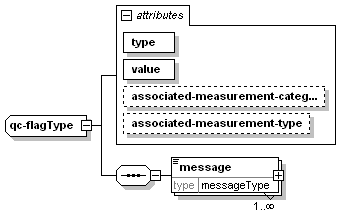 attributes
type
value
associated-measurement-categ...
associated-measurement-type
qc-flagType
message
type messageType
1..∞